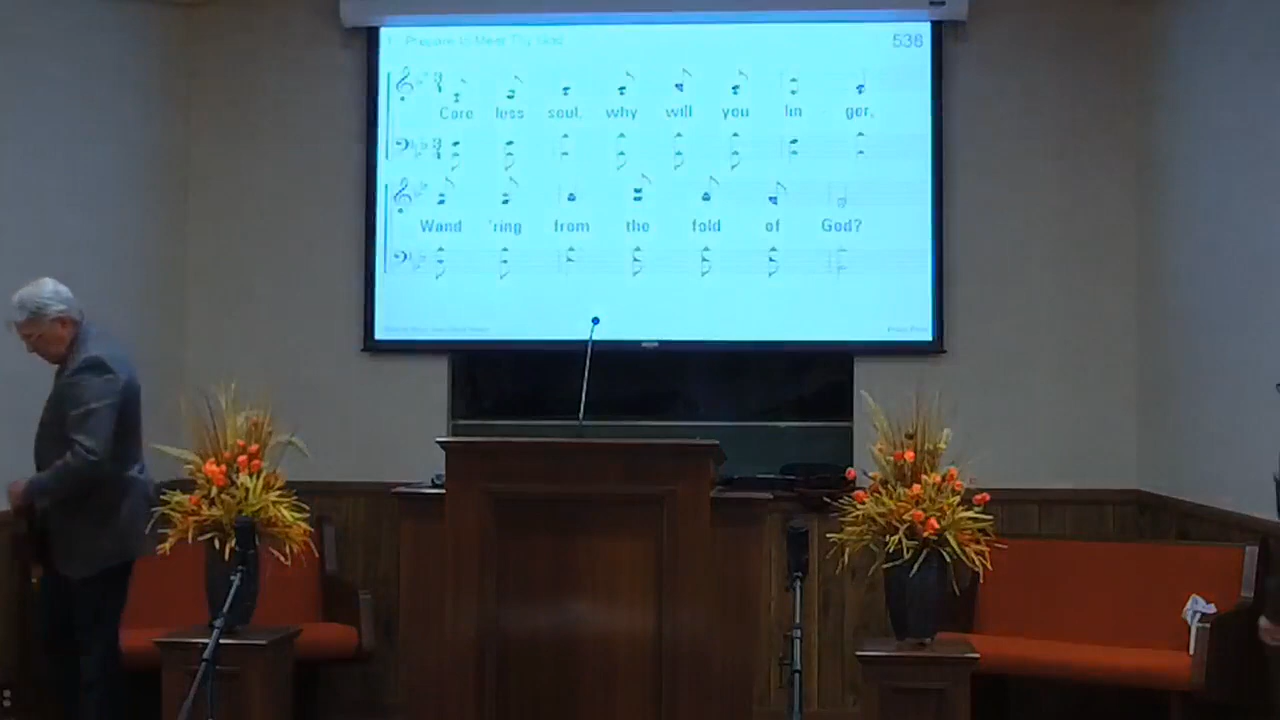 1. Prepare to Meet Thy God
538
Care less soul, why will you lin ger,
Wand 'ring from the fold of God?